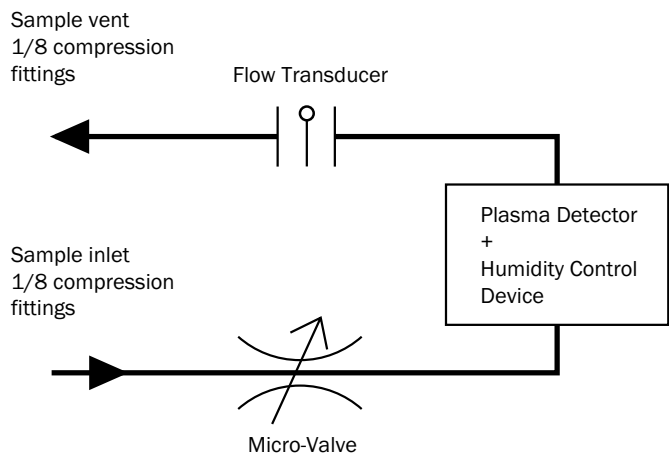 Sample vent
1/8 compression
fittings
Flow Transducer
Plasma Detector
+
Humidity Control
Device
Sample inlet
1/8 compression
fittings
Micro-Valve